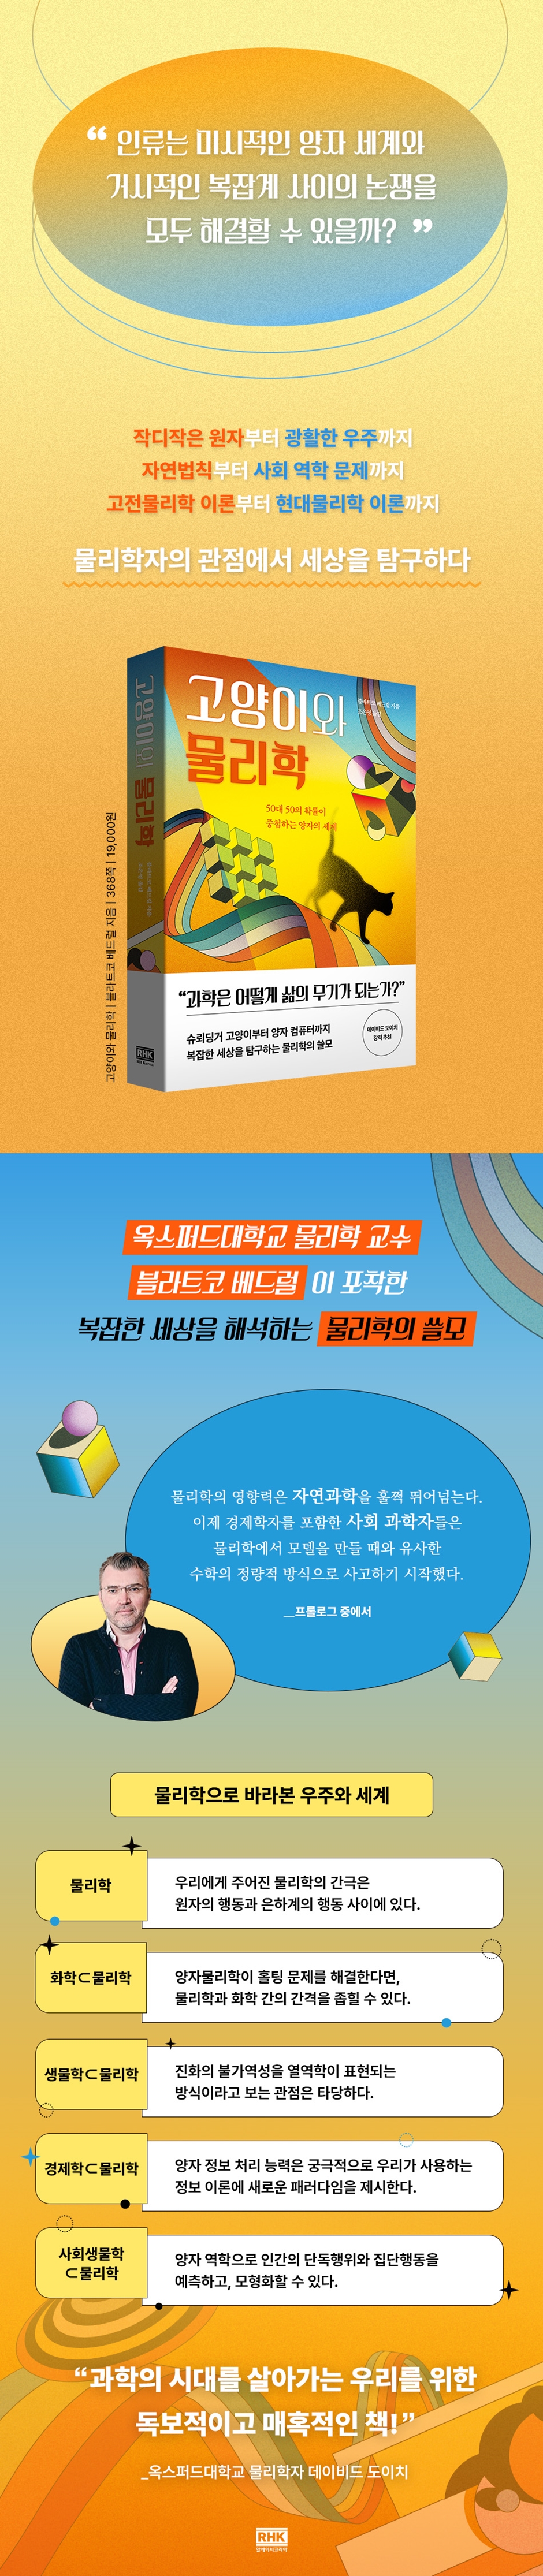 “ 인류는 미시적인 양자 세계와
거시적인 복잡계 사이의 논쟁을
모두 해결할 수 있을까? ”
작디작은 원자부터 광활한 우주까지
자연법칙부터 사회 역학 문제까지
고전물리학 이론부터 현대물리학 이론까지
물리학자의 관점에서 세상을 탐구하다
고양이와 물리학
고양이와
물리학
50대 50의 확률이
중첩하는 양자의 세계
“과학은 어떻게 삶의 무기가 되는가?”
슈뢰딩거 고양이부터 양자 컴퓨터까지
복잡한 세상을 탐구하는 물리학의 쓸모
데이비드 도이치
강력 추천
RHK
고양이와 물리학 | 블라트코 베드럴 지음 | 368쪽 | 19,000원
옥스퍼드대학교 물리학 교수
블라트코 베드럴 이 포착한
복잡한 세상을 해석하는 물리학의 쓸모
물리학의 영향력은 자연과학을 훌쩍 뛰어넘는다.
이제 경제학자를 포함한 사회 과학자들은
물리학에서 모델을 만들 때와 유사한
수학의 정량적 방식으로 사고하기 시작했다.
__프롤로그 중에서
물리학으로 바라본 우주와 세계
물리학
우리에게 주어진 물리학의 간극은
원자의 행동과 은하계의 행동 사이에 있다.
화학⊂물리학
양자물리학이 홀팅 문제를 해결한다면,
물리학과 화학 간의 간격을 좁힐 수 있다.
생물학⊂물리학
진화의 불가역성을 열역학이 표현되는
방식이라고 보는 관점은 타당하다.
경제학⊂물리학
양자 정보 처리 능력은 궁극적으로 우리가 사용하는
정보 이론에 새로운 패러다임을 제시한다.
사회생물학
⊂물리학
양자 역학으로 인간의 단독행위와 집단행동을
예측하고, 모형화할 수 있다.
“과학의 시대를 살아가는 우리를 위한
독보적이고 매혹적인 책!”
_옥스퍼드대학교 물리학자 데이비드 도이치
RHK
알에이치코리아